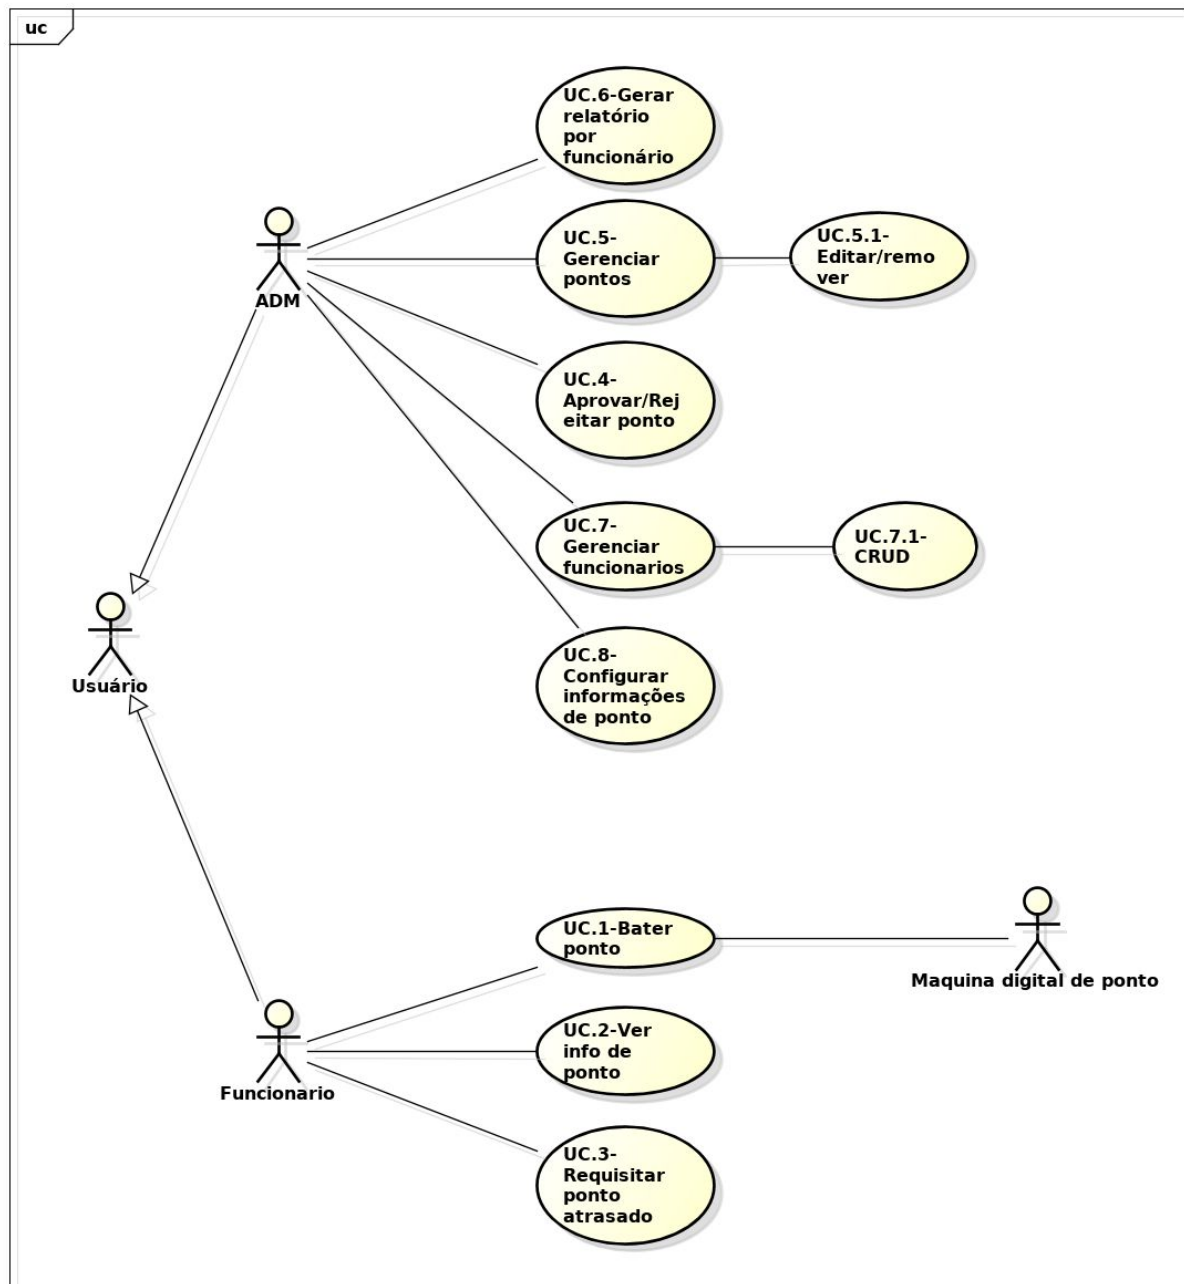 uc
UC.6-Gerar
relatório
por
funcionário
ADM
UC.5-
Gerenciar
pontos
UC.5.1-
Editar/remo
ver
UC.4-
Aprovar/Rej
eitar ponto
UC.7-
Gerenciar
funcionarios
UC.7.1-
CRUD
Usuário
UC.8-
Configurar
informações
de ponto
UC.1-Bater
ponto
Maquina digital de ponto
Funcionario
UC.2-Ver
info de
ponto
UC.3-
Requisitar
ponto
atrasado